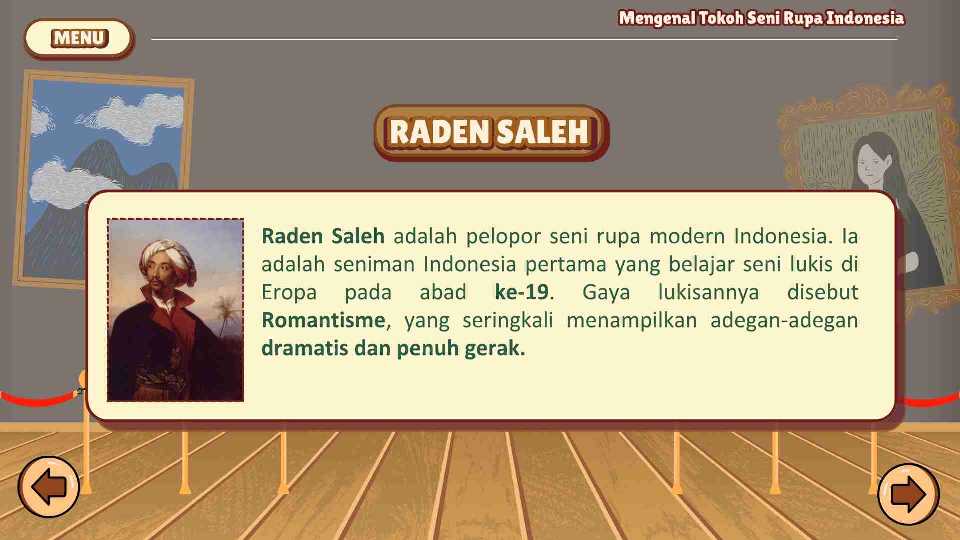 Mengenal Tokoh Seni Rupa Indonesia
MENU
RADEN SALEH
Raden Saleh adalah pelopor seni rupa modern Indonesia. Ia
adalah seniman Indonesia pertama yang belajar seni lukis di
Eropa pada abad ke-19. Gaya lukisannya disebut
Romantisme, yang seringkali menampilkan adegan-adegan
dramatis dan penuh gerak.